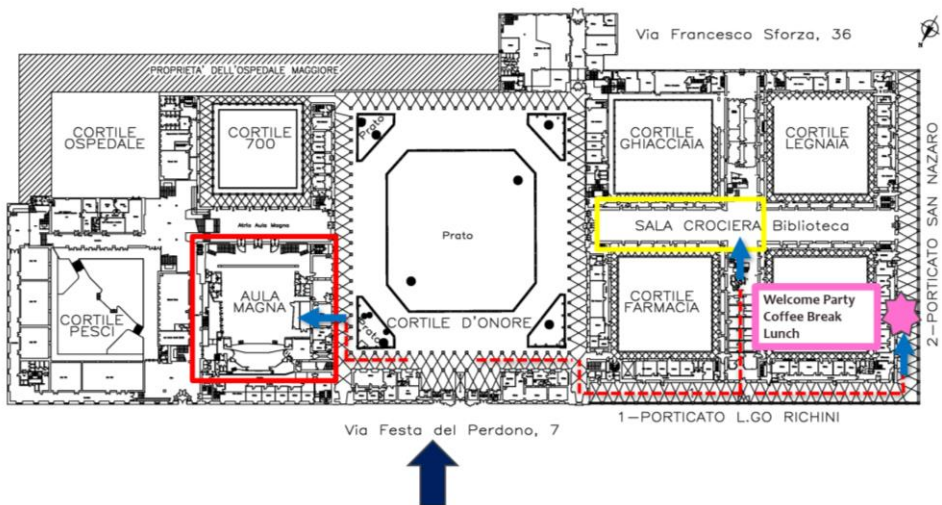 Via Francesco Sforza, 36
N
PROPRIETA' DELL'OSPEDALE MAGGIORE
CORTILE
OSPEDALE
CORTILE
700
Prato
CORTILE
GHIACCIAIA
CORTILE
LEGNAIA
2-PORTICATO SAN NAZARO
Atrio Aula Magna
Prato
SALA CROCIERA Biblioteca
CORTILE
PESCI
AULA
MAGNA
Prato
CORTILE D'ONORE
CORTILE
FARMACIA
Welcome Party
Coffee Break
Lunch
1-PORTICATO L.GO RICHINI
Via Festa del Perdono, 7